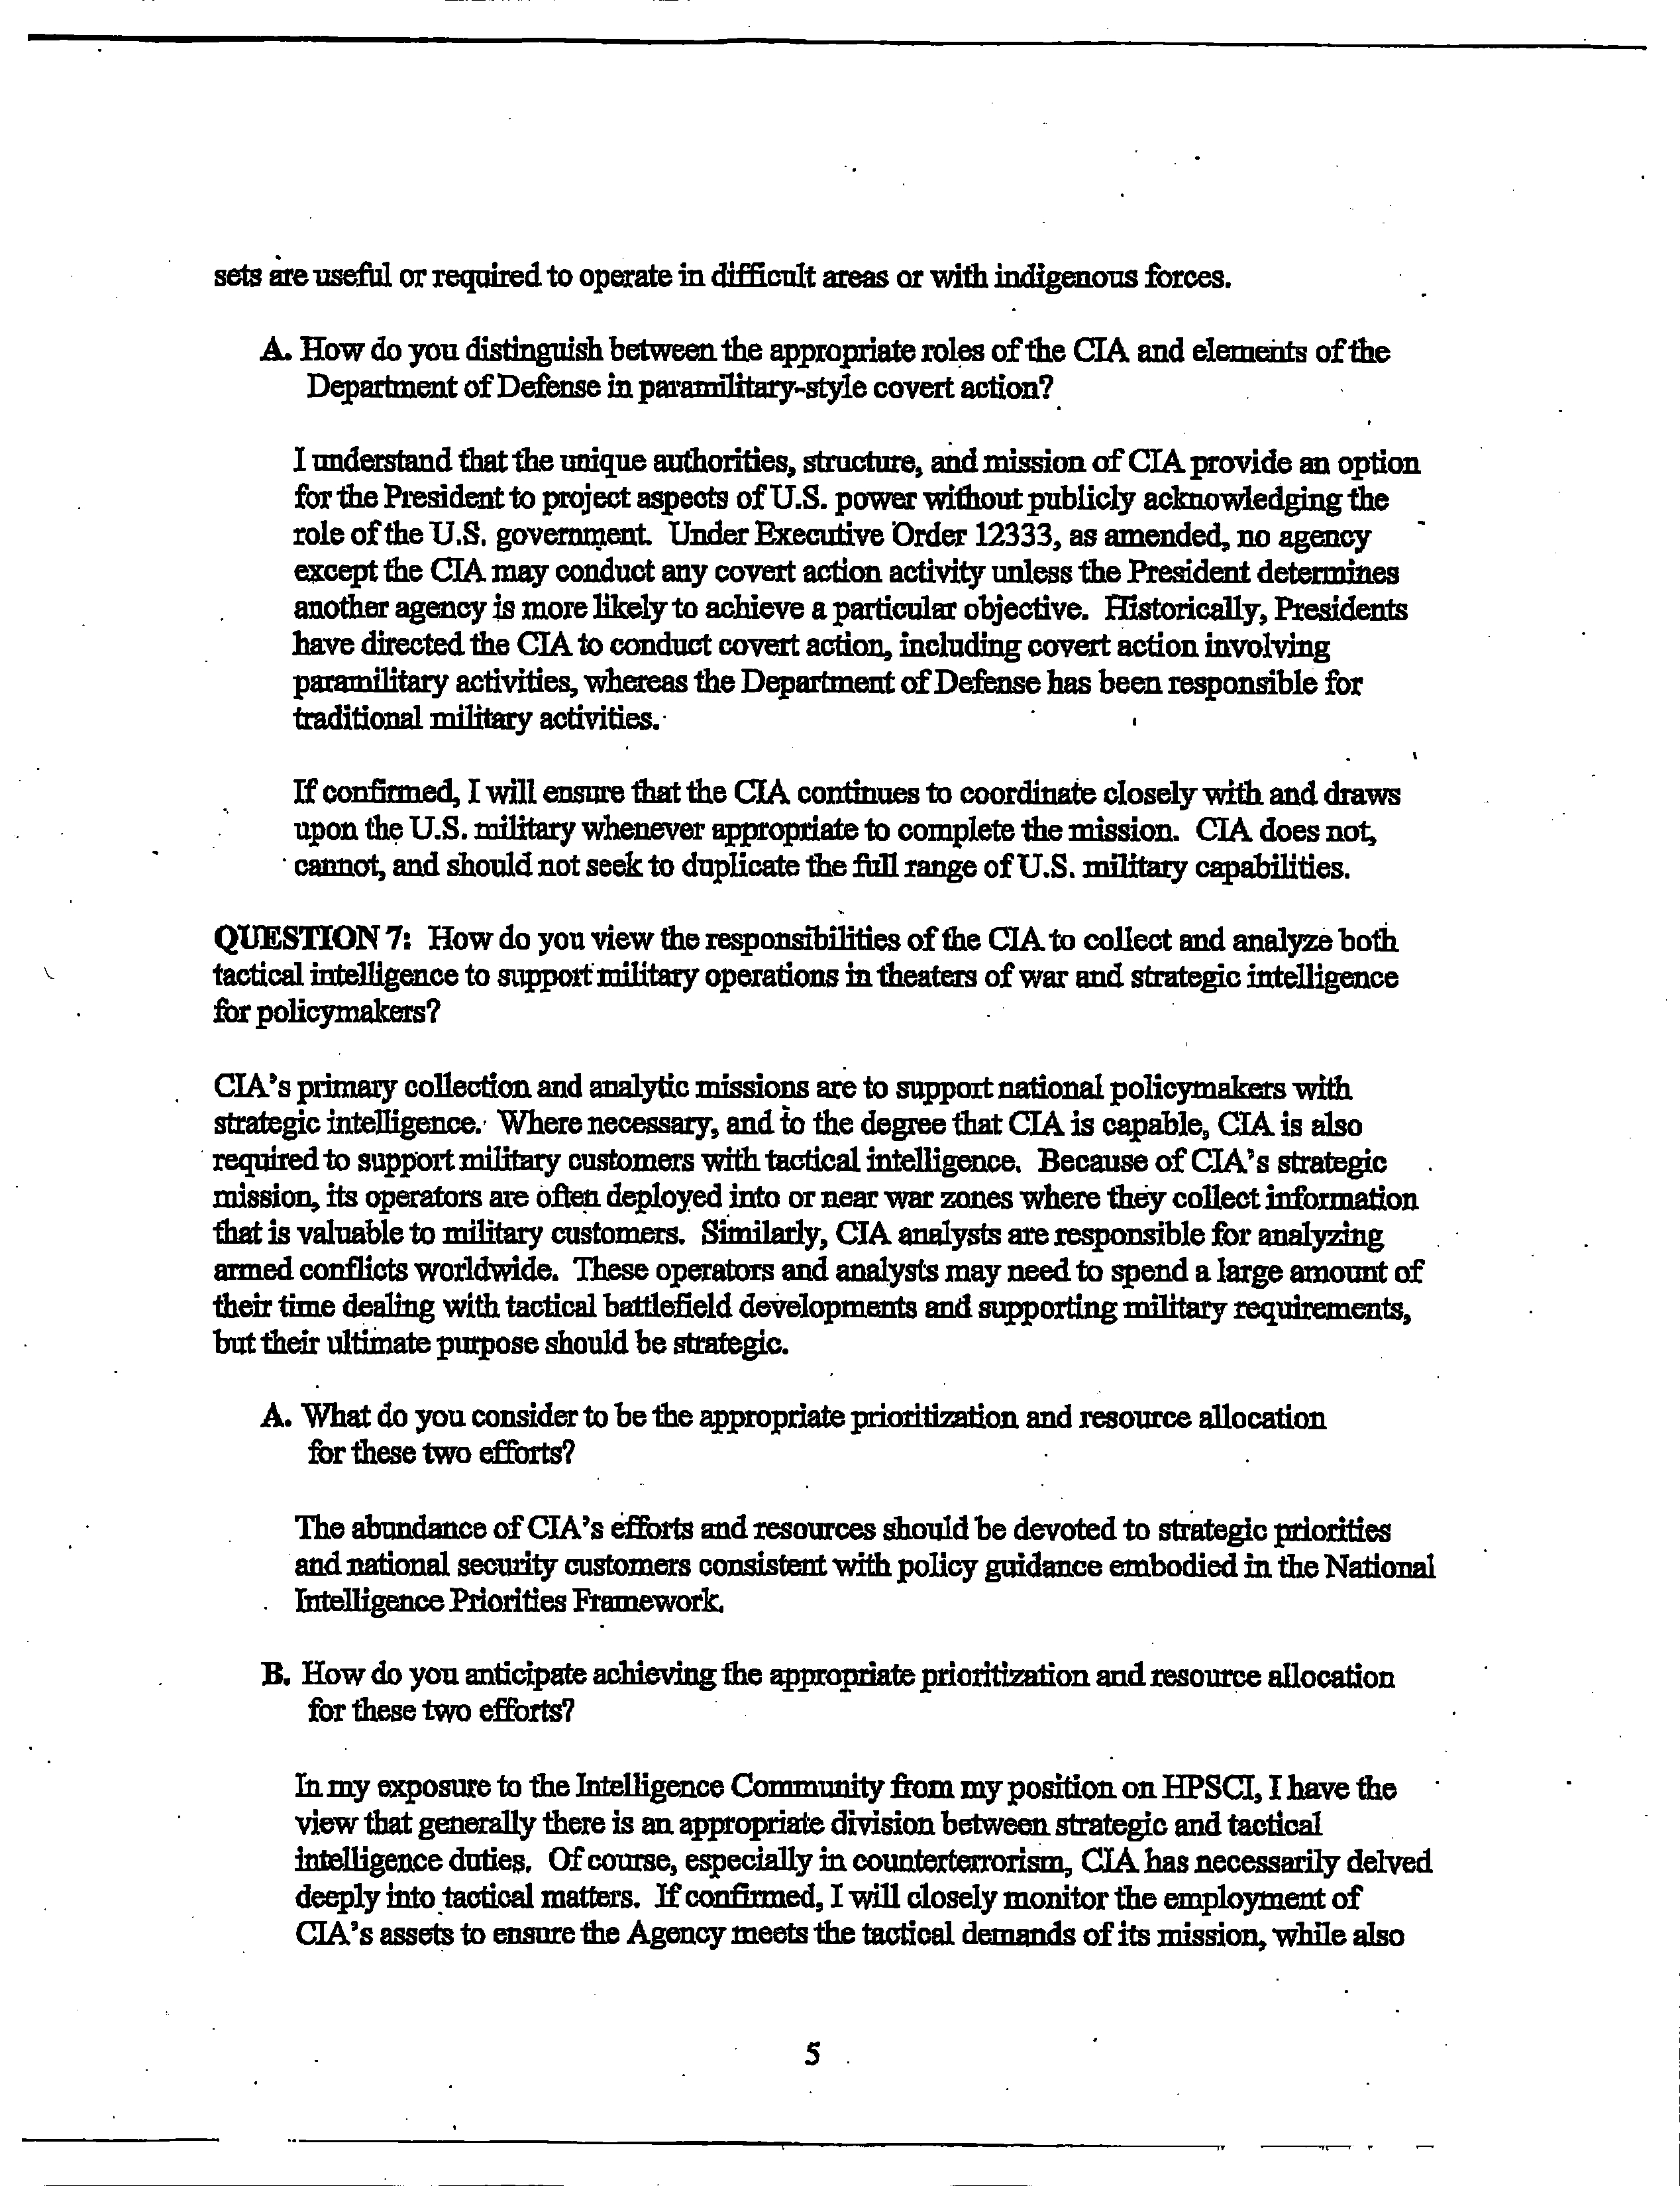 sets are useful or required to operate in difficult areas or with indigenous forces.
A. How do you distinguish between the appropriate roles of the CIA and elements of the
Department of Defense in paramilitary-style covert action?
I understand that the unique authorities, structure, and mission of CIA provide an option
for the President to project aspects of U.S. power without publicly acknowledging the
role of the U.S. government. Under Executive Order 12333, as amended, no agency
except the CIA may conduct any covert action activity unless the President determines
another agency is more likely to achieve a particular objective. Historically, Presidents
have directed the CIA to conduct covert action, including covert action involving
paramilitary activities, whereas the Department of Defense has been responsible for
traditional military activities.
If confirmed, I will ensure that the CIA continues to coordinate closely with and draws
upon the U.S. military whenever appropriate to complete the mission. CIA does not,
cannot, and should not seek to duplicate the full range of U.S. military capabilities.
QUESTION 7: How do you view the responsibilities of the CIA to collect and analyze both
tactical intelligence to support military operations in theaters of war and strategic intelligence
for policymakers?
CIA's primary collection and analytic missions are to support national policymakers with
strategic intelligence. Where necessary, and to the degree that CIA is capable, CIA is also
required to support military customers with tactical intelligence. Because of CIA's strategic
mission, its operators are often deployed into or near war zones where they collect information
that is valuable to military customers. Similarly, CIA analysts are responsible for analyzing
armed conflicts worldwide. These operators and analysts may need to spend a large amount of
their time dealing with tactical battlefield developments and supporting military requirements,
but their ultimate purpose should be strategic.
A. What do you consider to be the appropriate prioritization and resource allocation
for these two efforts?
The abundance of CIA's efforts and resources should be devoted to strategic priorities
and national security customers consistent with policy guidance embodied in the National
Intelligence Priorities Framework.
B. How do you anticipate achieving the appropriate prioritization and resource allocation
for these two efforts?
In my exposure to the Intelligence Community from my position on HPSCI, I have the
view that generally there is an appropriate division between strategic and tactical
intelligence duties. Of course, especially in counterterrorism, CIA has necessarily delved
deeply into tactical matters. If confirmed, I will closely monitor the employment of
CIA's assets to ensure the Agency meets the tactical demands of its mission, while also
5